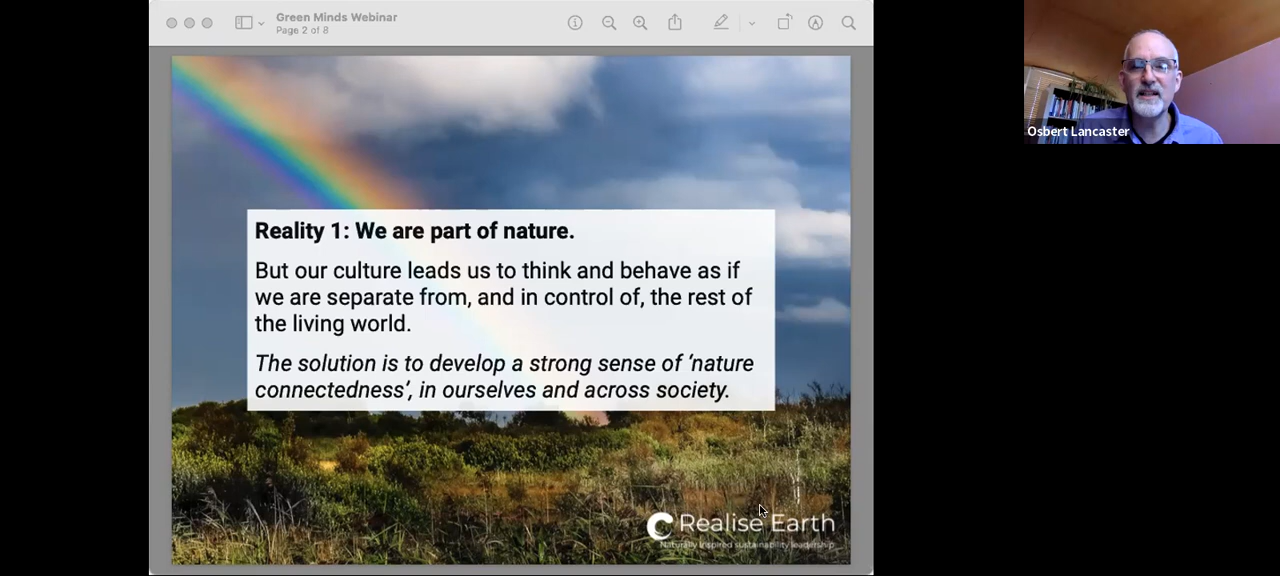 Green Minds Webinar
Page 2 of 8
Osbert Lancaster
Reality 1: We are part of nature.
But our culture leads us to think and behave as if
we are separate from, and in control of, the rest of
the living world.
The solution is to develop a strong sense of ‘nature
connectedness’, in ourselves and across society.
Realise Earth
Naturally inspired sustainability leadership